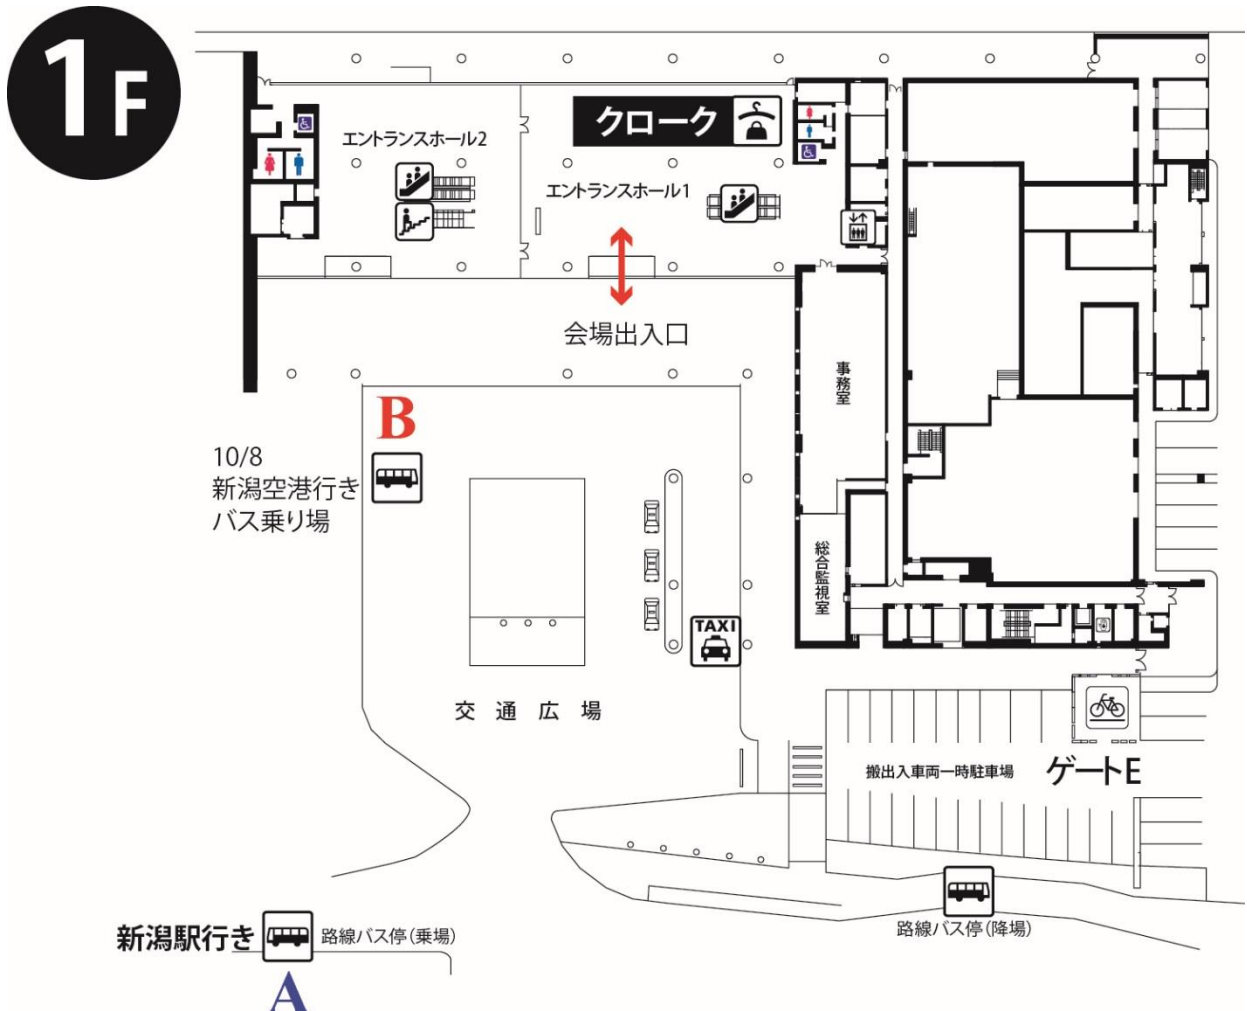 1F
クローク
エントランスホール2
エントランスホール1
会場出入口
事務室
B
10/8
新潟空港行き
バス乗り場
総合監視室
TAXI
交通広場
搬出入車両一時駐車場
ゲートE
新潟駅行き
路線バス停(乗場)
路線バス停(降場)
A